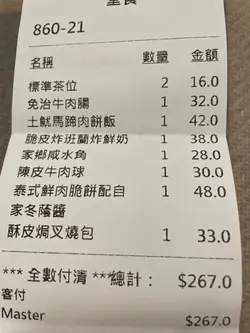 堂食
860-21
名稱 數量 金額
標準茶位 2 16.0
免治牛肉腸 1 32.0
土魷馬蹄肉餅飯 1 42.0
脆皮炸班蘭炸鮮奶 1 38.0
家鄉咸水角 1 28.0
陳皮牛肉球 1 30.0
泰式鮮肉脆餅配自 1 48.0
家冬蔭醬
酥皮焗叉燒包 1 33.0
*** 全數付清 ***總計： $267.0
客付
Master $267.0